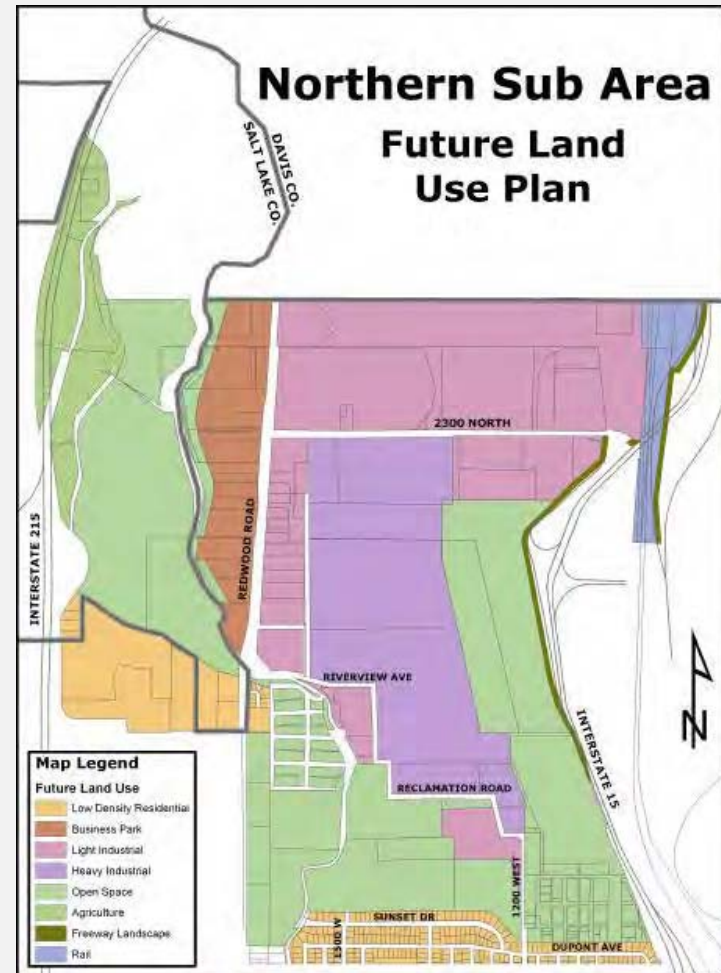 Northern Sub Area
Future Land
Use Plan
DAVIS CO.
SALT LAKE CO.
2300 NORTH
REDWOOD ROAD
INTERSTATE 215
RIVERVIEW AVE
INTERSTATE 15
RECLAMATION ROAD
1200 WEST
SUNSET DR
1500 W
DUPONT AVE
N
Map Legend
Future Land Use
Low Density Residential
Business Park
Light Industrial
Heavy Industrial
Open Space
Agriculture
Freeway Landscape
Rail